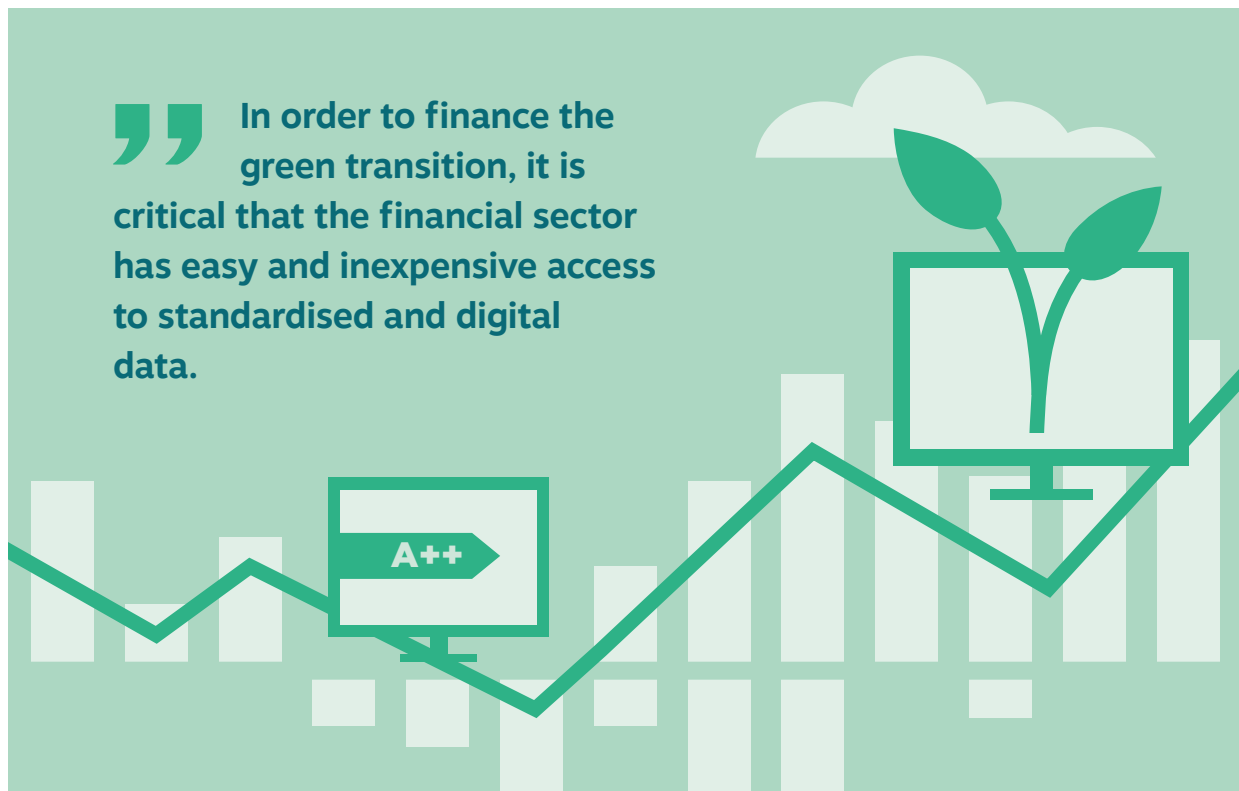 ” In order to finance the
green transition, it is
critical that the financial sector
has easy and inexpensive access
to standardised and digital
data.
A++